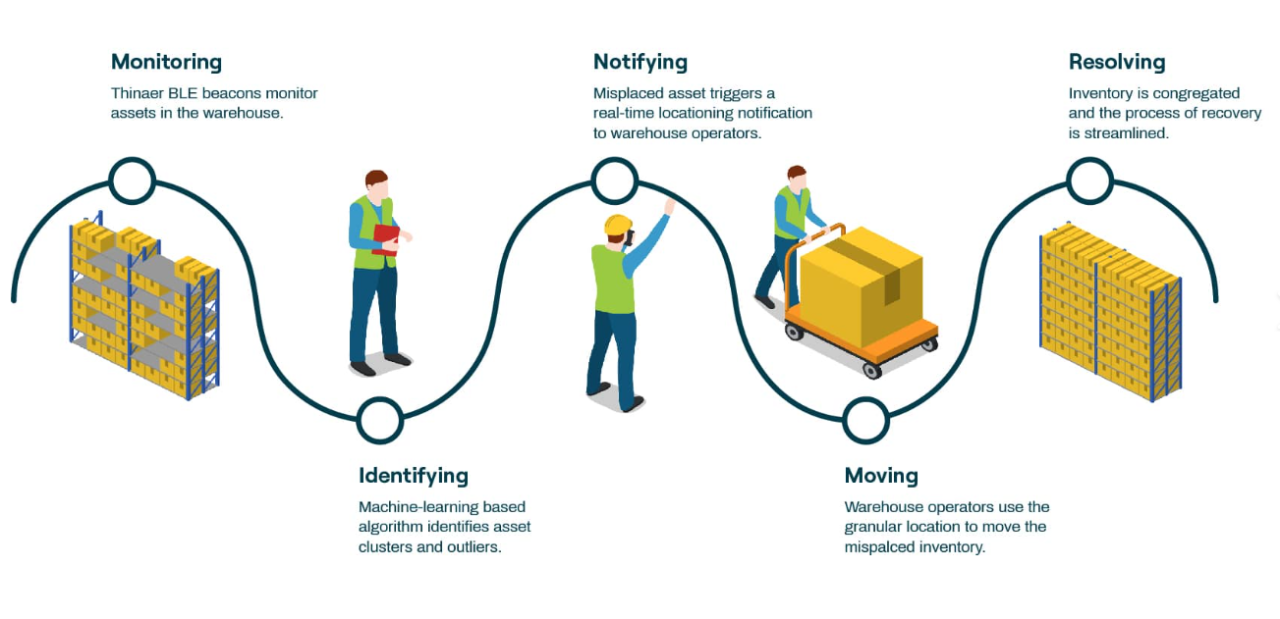 Monitoring
Thinaer BLE beacons monitor
assets in the warehouse.
Identifying
Machine-learning based
algorithm identifies asset
clusters and outliers.
Notifying
Misplaced asset triggers a
real-time locationing notification
to warehouse operators.
Moving
Warehouse operators use the
granular location to move the
mispalced inventory.
Resolving
Inventory is congregated
and the process of recovery
is streamlined.